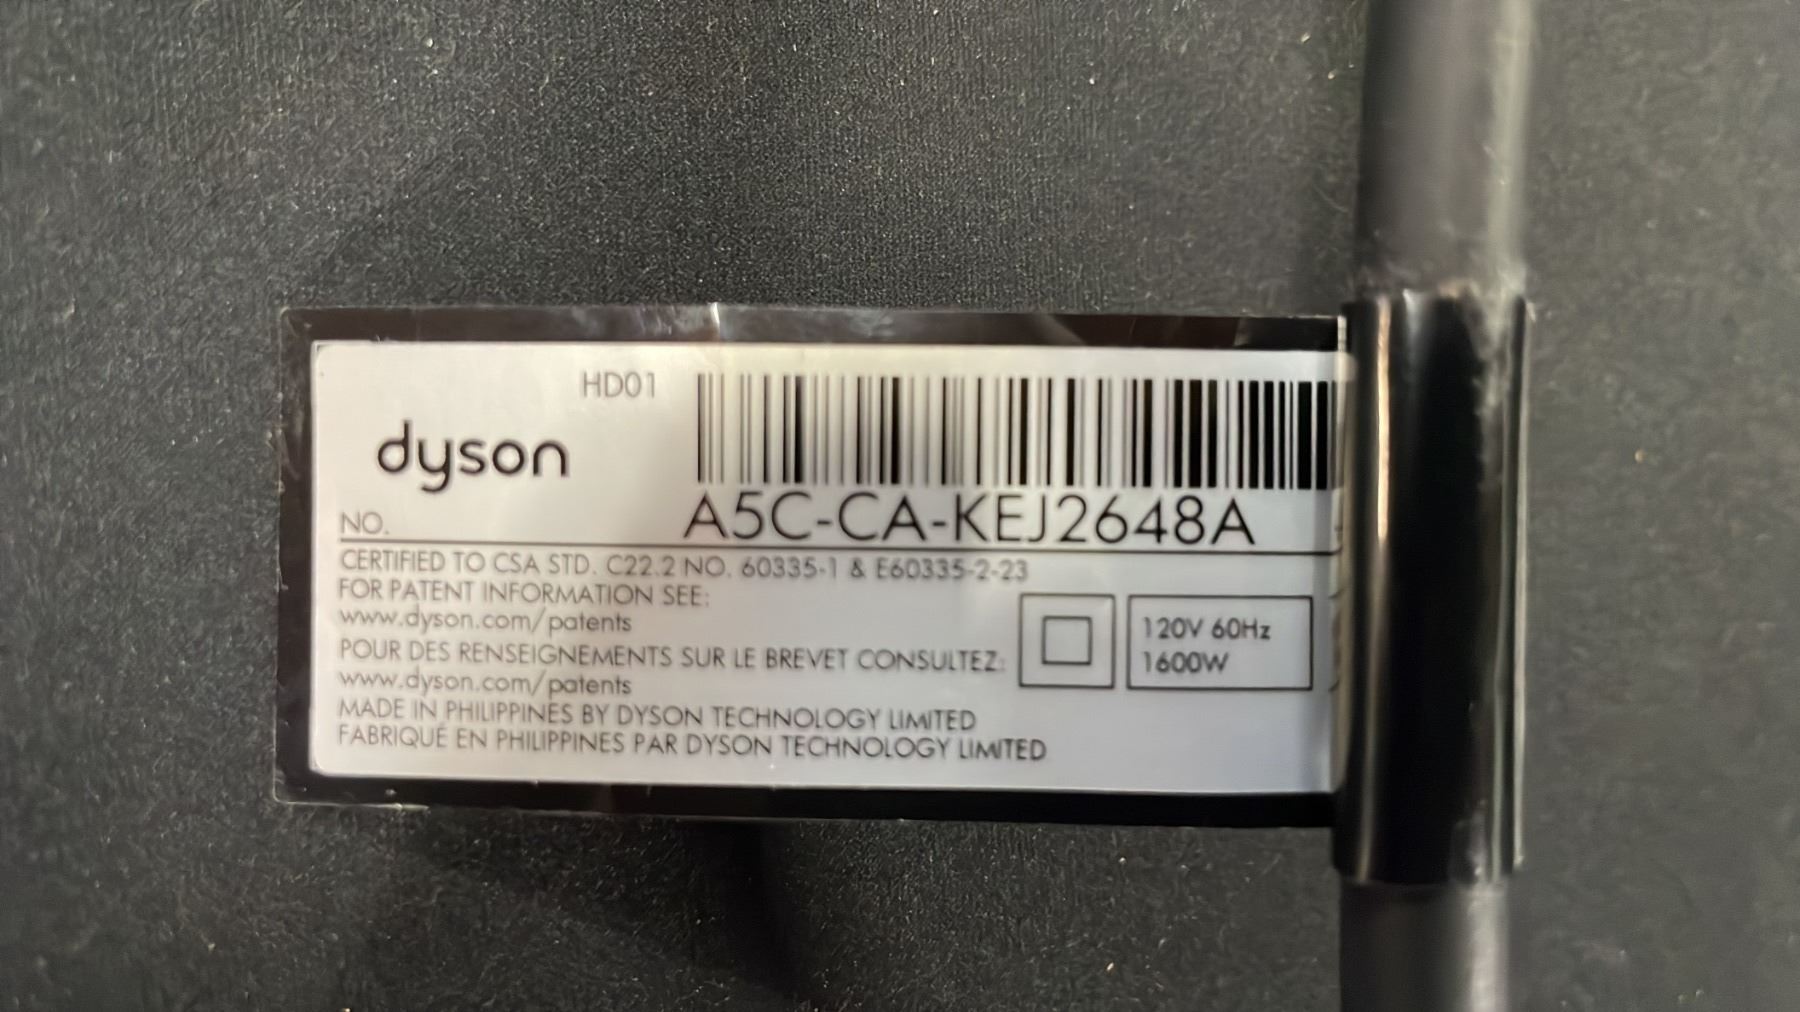 HD01
dyson
NO. A5C-CA-KEJ2648A
CERTIFIED TO CSA STD. C22.2 NO. 60335-1 & E60335-2-23
FOR PATENT INFORMATION SEE:
www.dyson.com/patents
POUR DES RENSEIGNEMENTS SUR LE BREVET CONSULTEZ:
www.dyson.com/patents
MADE IN PHILIPPINES BY DYSON TECHNOLOGY LIMITED
FABRIQUÉ EN PHILIPPINES PAR DYSON TECHNOLOGY LIMITED
120V 60Hz
1600W